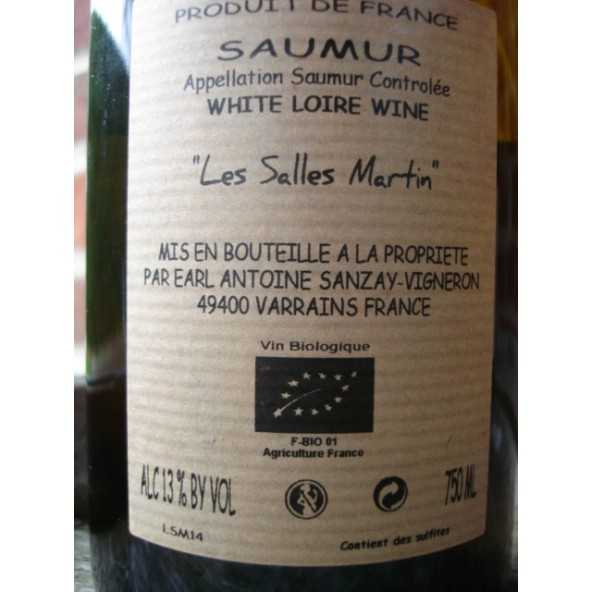 PRODUIT DE FRANCE
SAUMUR
Appellation Saumur Controlée
WHITE LOIRE WINE
"Les Salles Martin"
MIS EN BOUTEILLE A LA PROPRIETE
PAR EARL ANTOINE SANZAY-VIGNERON
49400 VARRAINS FRANCE
Vin Biologique
F-BIO 01
Agriculture France
ALC 13 % BY VOL
750 ML
LSM14
Contient des sulfites